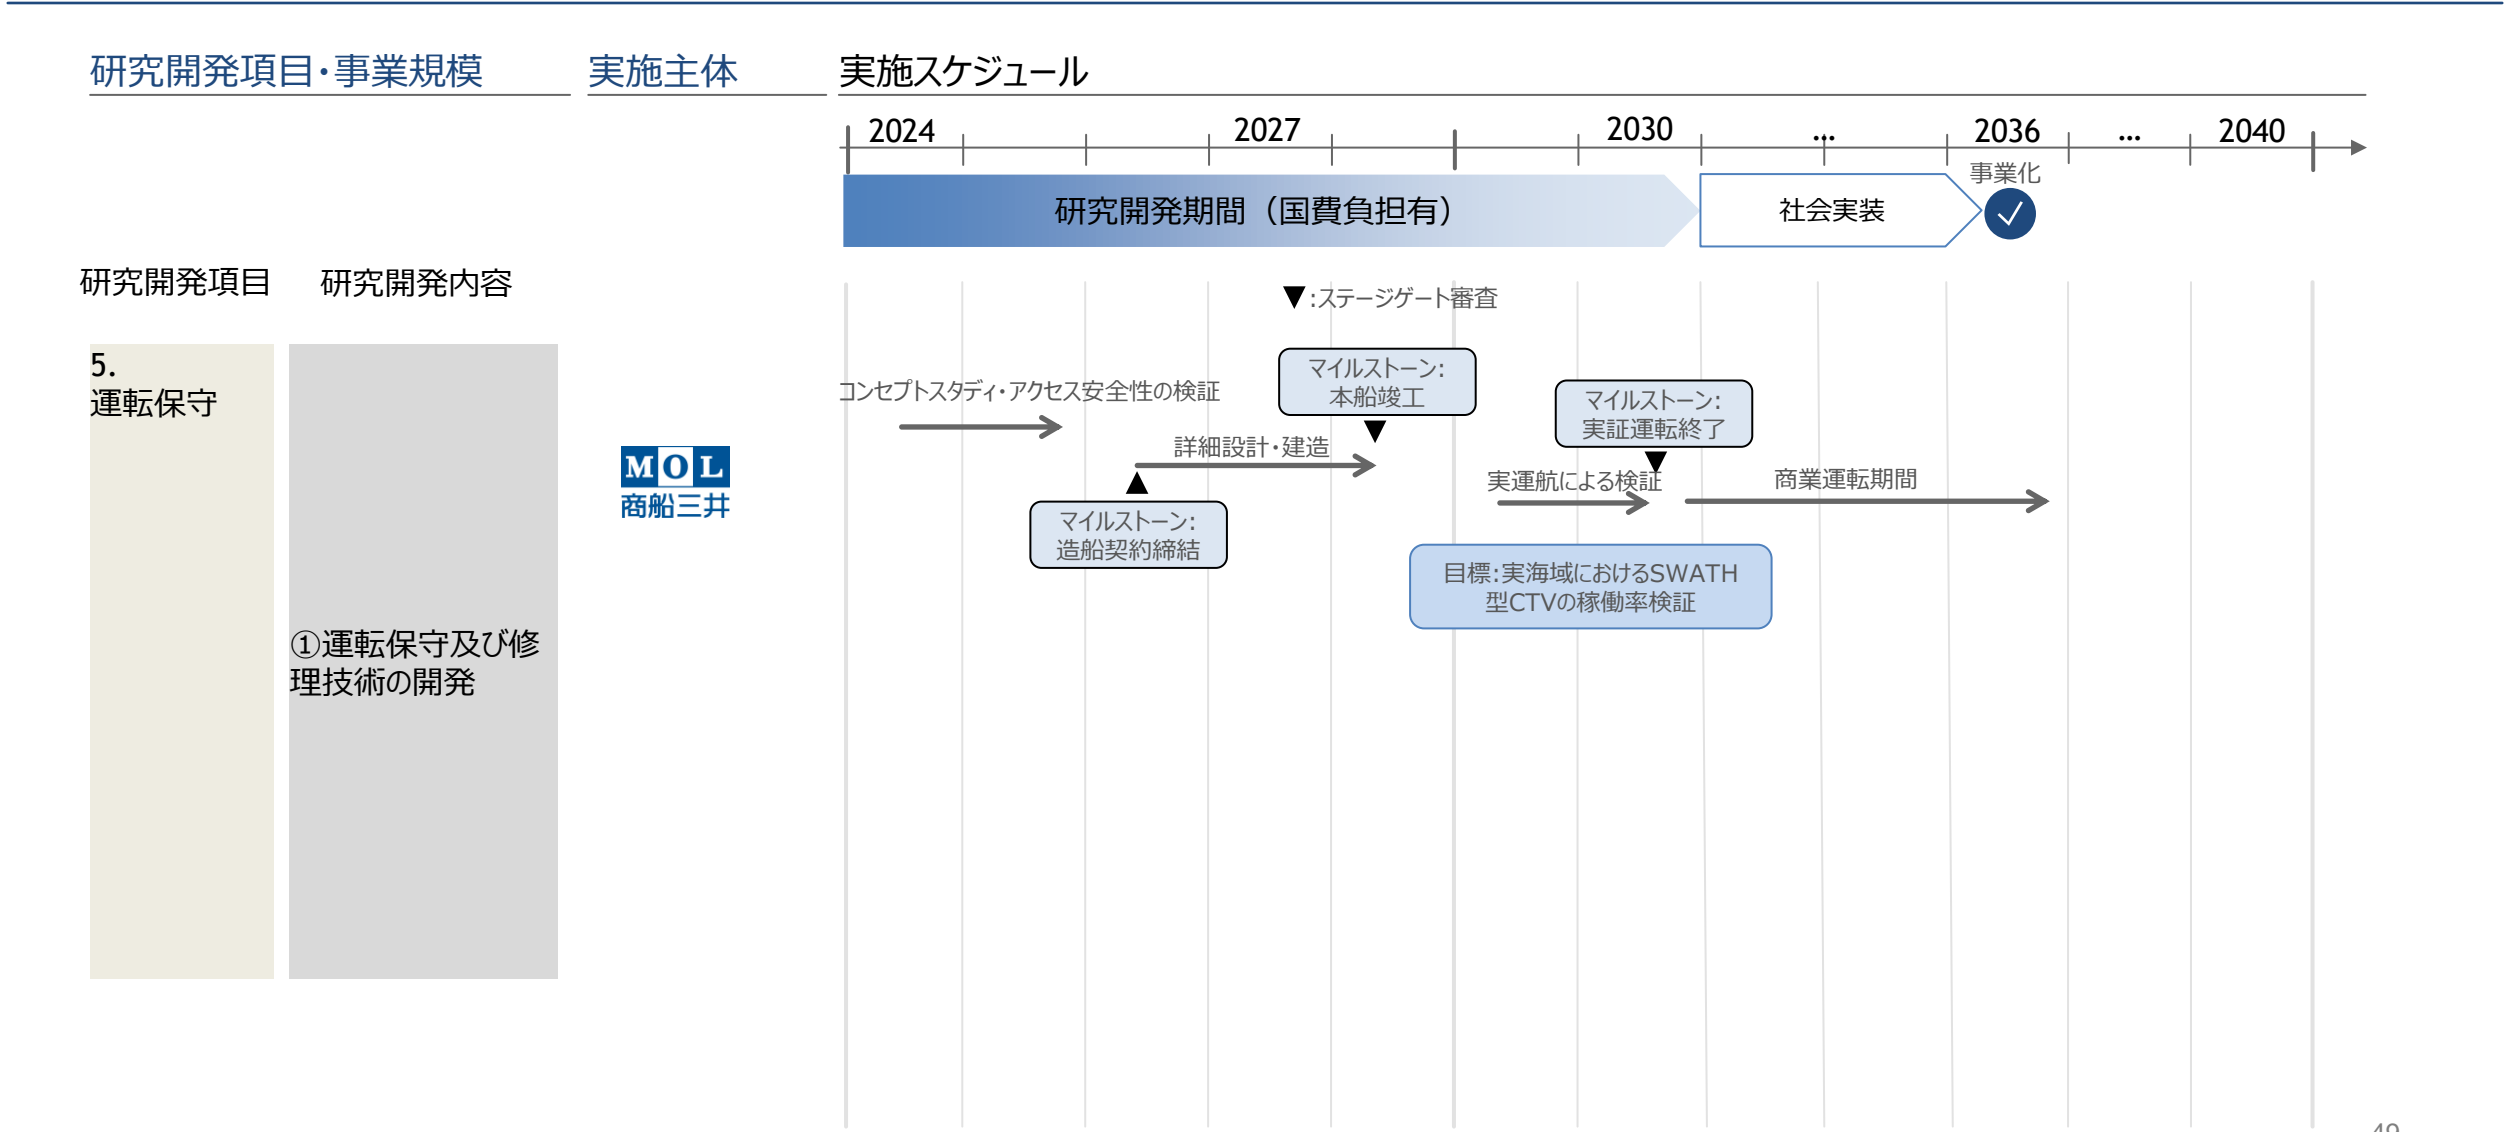 研究開発項目・事業規模
実施主体
実施スケジュール
2024
2027
2030
…
2036
…
2040
事業化
研究開発期間（国費負担有）
社会実装
研究開発項目
研究開発内容
▼:ステージゲート審査
5.
運転保守
①運転保守及び修
理技術の開発
MOL
商船三井
コンセプトスタディ・アクセス安全性の検証
マイルストーン:
本船竣工
詳細設計・建造
マイルストーン:
造船契約締結
マイルストーン:
実証運転終了
実運航による検証
商業運転期間
目標:実海域におけるSWATH
型CTVの稼働率検証